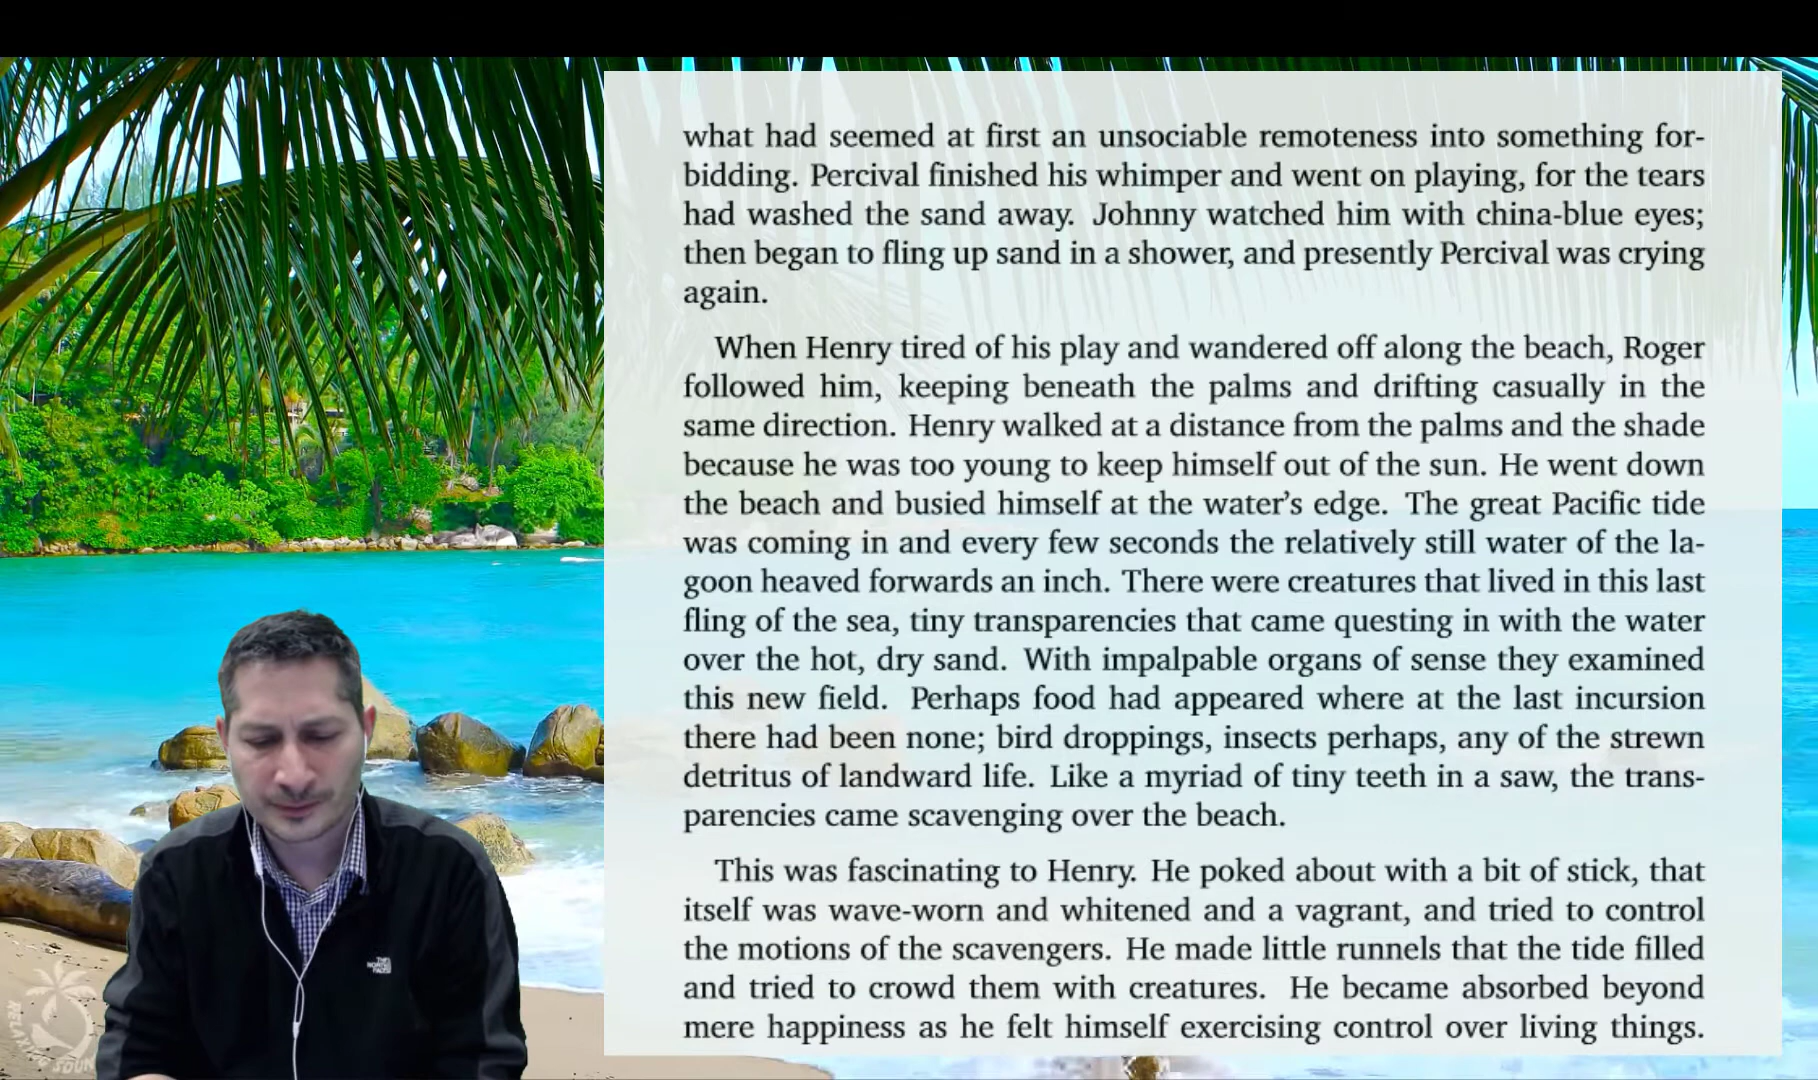 what had seemed at first an unsociable remoteness into something for-
bidding. Percival finished his whimper and went on playing, for the tears
had washed the sand away. Johnny watched him with china-blue eyes;
then began to fling up sand in a shower, and presently Percival was crying
again.
When Henry tired of his play and wandered off along the beach, Roger
followed him, keeping beneath the palms and drifting casually in the
same direction. Henry walked at a distance from the palms and the shade
because he was too young to keep himself out of the sun. He went down
the beach and busied himself at the water's edge. The great Pacific tide
was coming in and every few seconds the relatively still water of the la-
goon heaved forwards an inch. There were creatures that lived in this last
fling of the sea, tiny transparencies that came questing in with the water
over the hot, dry sand. With impalpable organs of sense they examined
this new field. Perhaps food had appeared where at the last incursion
there had been none; bird droppings, insects perhaps, any of the strewn
detritus of landward life. Like a myriad of tiny teeth in a saw, the trans-
parencies came scavenging over the beach.
This was fascinating to Henry. He poked about with a bit of stick, that
itself was wave-worn and whitened and a vagrant, and tried to control
the motions of the scavengers. He made little runnels that the tide filled
and tried to crowd them with creatures. He became absorbed beyond
mere happiness as he felt himself exercising control over living things.
THE
NORTH
FACE
RELAXING SOUN